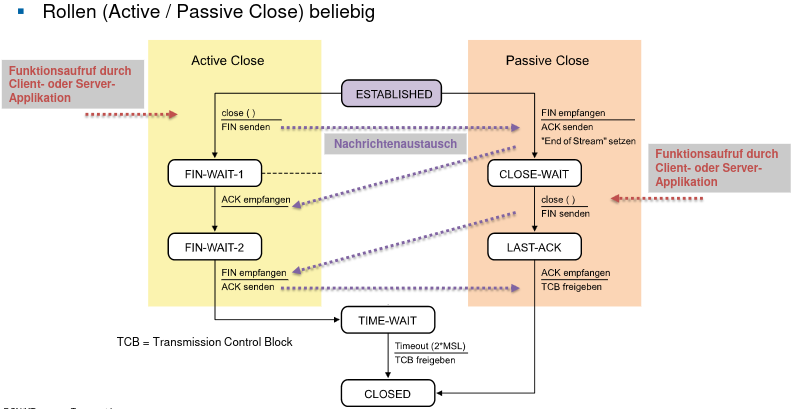 Rollen (Active / Passive Close) beliebig
Active Close
Passive Close
Funktionsaufruf durch
Client- oder Server-
Applikation
ESTABLISHED
close ( )
FIN senden
FIN empfangen
ACK senden
"End of Stream" setzen
Nachrichtenaustausch
Funktionsaufruf durch
Client- oder Server-
Applikation
FIN-WAIT-1
CLOSE-WAIT
ACK empfangen
close ( )
FIN senden
FIN-WAIT-2
LAST-ACK
FIN empfangen
ACK senden
ACK empfangen
TCB freigeben
TIME-WAIT
TCB = Transmission Control Block
Timeout (2*MSL)
TCB freigeben
CLOSED